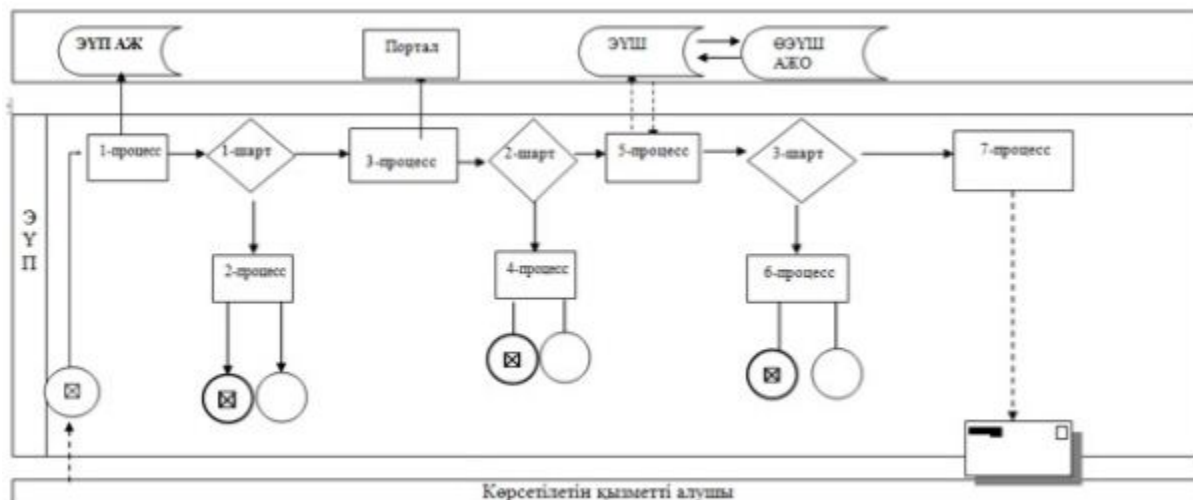 ЭҮП АЖ
Портал
ЭҮШ
ӨЭҮШ
АЖО
1-процесс
1-шарт
3-процесс
2-шарт
5-процесс
3-шарт
7-процесс
Э
Ү
П
2-процесс
4-процесс
6-процесс
Көрсетілетін қызметті алушы